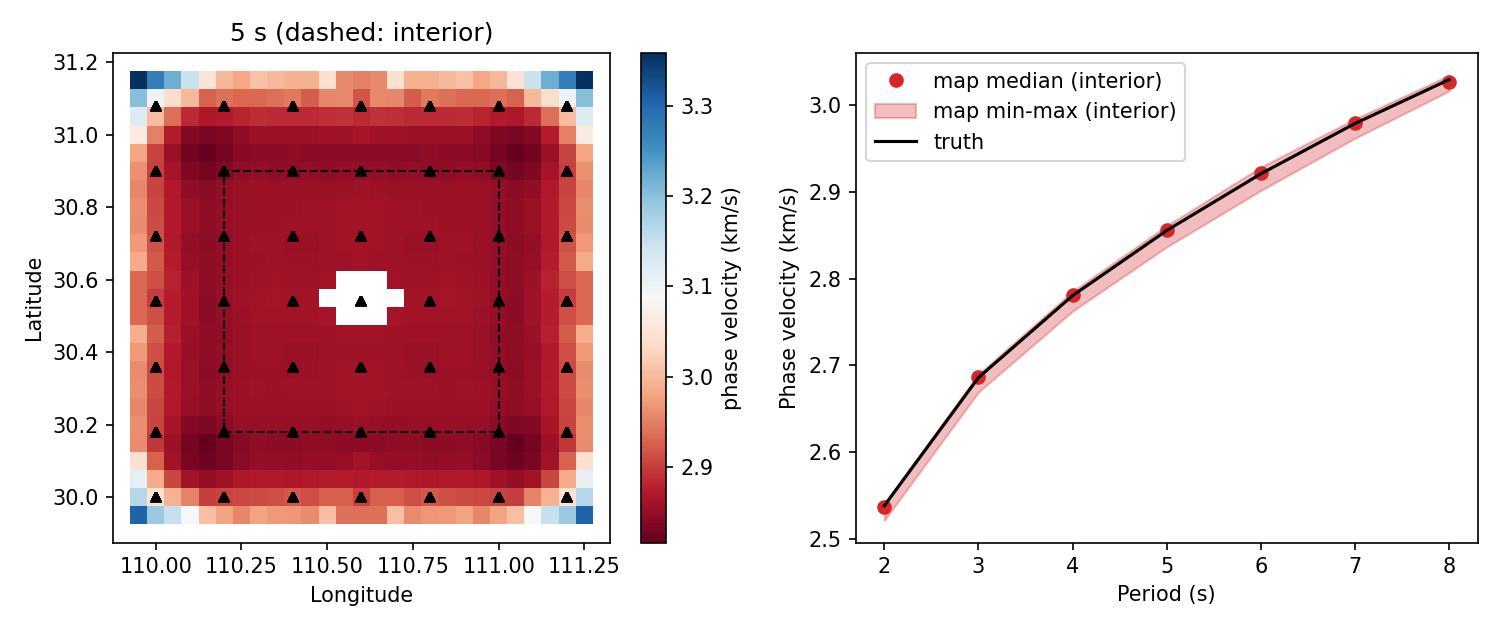 5 s (dashed: interior)
31.2
31.0
30.8
30.6
30.4
30.2
30.0
Latitude
110.00 110.25 110.50 110.75 111.00 111.25
Longitude
3.3
3.2
3.1
3.0
2.9
phase velocity (km/s)
map median (interior)
map min-max (interior)
truth
3.0
2.9
2.8
2.7
2.6
2.5
Phase velocity (km/s)
2 3 4 5 6 7 8
Period (s)